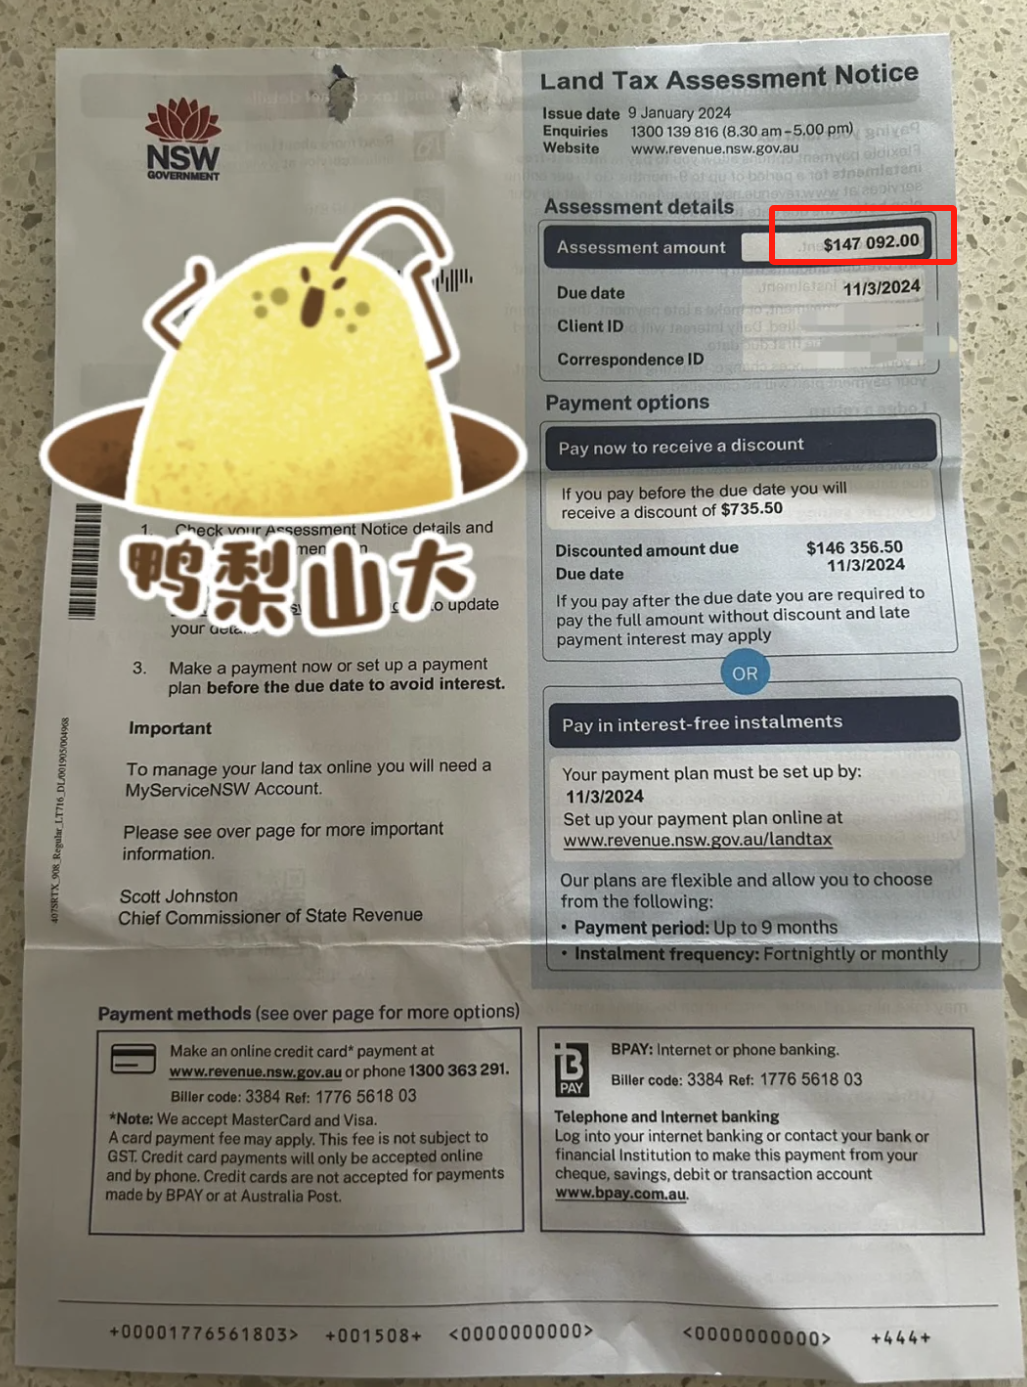 NSW
GOVERNMENT
Land Tax Assessment Notice
Issue date 9 January 2024
Enquiries 1300 139 816 (8.30 am – 5.00 pm)
Website www.revenue.nsw.gov.au
Assessment details
Assessment amount $147 092.00
Due date 11/3/2024
Client ID
Correspondence ID
Payment options
Pay now to receive a discount
If you pay before the due date you will
receive a discount of $735.50
Discounted amount due $146 356.50
Due date 11/3/2024
If you pay after the due date you are required to
pay the full amount without discount and late
payment interest may apply
OR
Pay in interest-free instalments
Your payment plan must be set up by:
11/3/2024
Set up your payment plan online at
www.revenue.nsw.gov.au/landtax
Our plans are flexible and allow you to choose
from the following:
• Payment period: Up to 9 months
• Instalment frequency: Fortnightly or monthly
1. Check your Assessment Notice details and
鸭梨山大
to update
your
3. Make a payment now or set up a payment
plan before the due date to avoid interest.
Important
To manage your land tax online you will need a
MyServiceNSW Account.
Please see over page for more important
information.
Scott Johnston
Chief Commissioner of State Revenue
Payment methods (see over page for more options)
Make an online credit card* payment at
www.revenue.nsw.gov.au or phone 1300 363 291.
Biller code: 3384 Ref: 1776 5618 03
*Note: We accept MasterCard and Visa.
A card payment fee may apply. This fee is not subject to
GST. Credit card payments will only be accepted online
and by phone. Credit cards are not accepted for payments
made by BPAY or at Australia Post.
B
PAY
BPAY: Internet or phone banking.
Biller code: 3384 Ref: 1776 5618 03
Telephone and Internet banking
Log into your internet banking or contact your bank or
financial Institution to make this payment from your
cheque, savings, debit or transaction account
www.bpay.com.au.
+00001776561803> +001508+ <0000000000> <0000000000> +444+